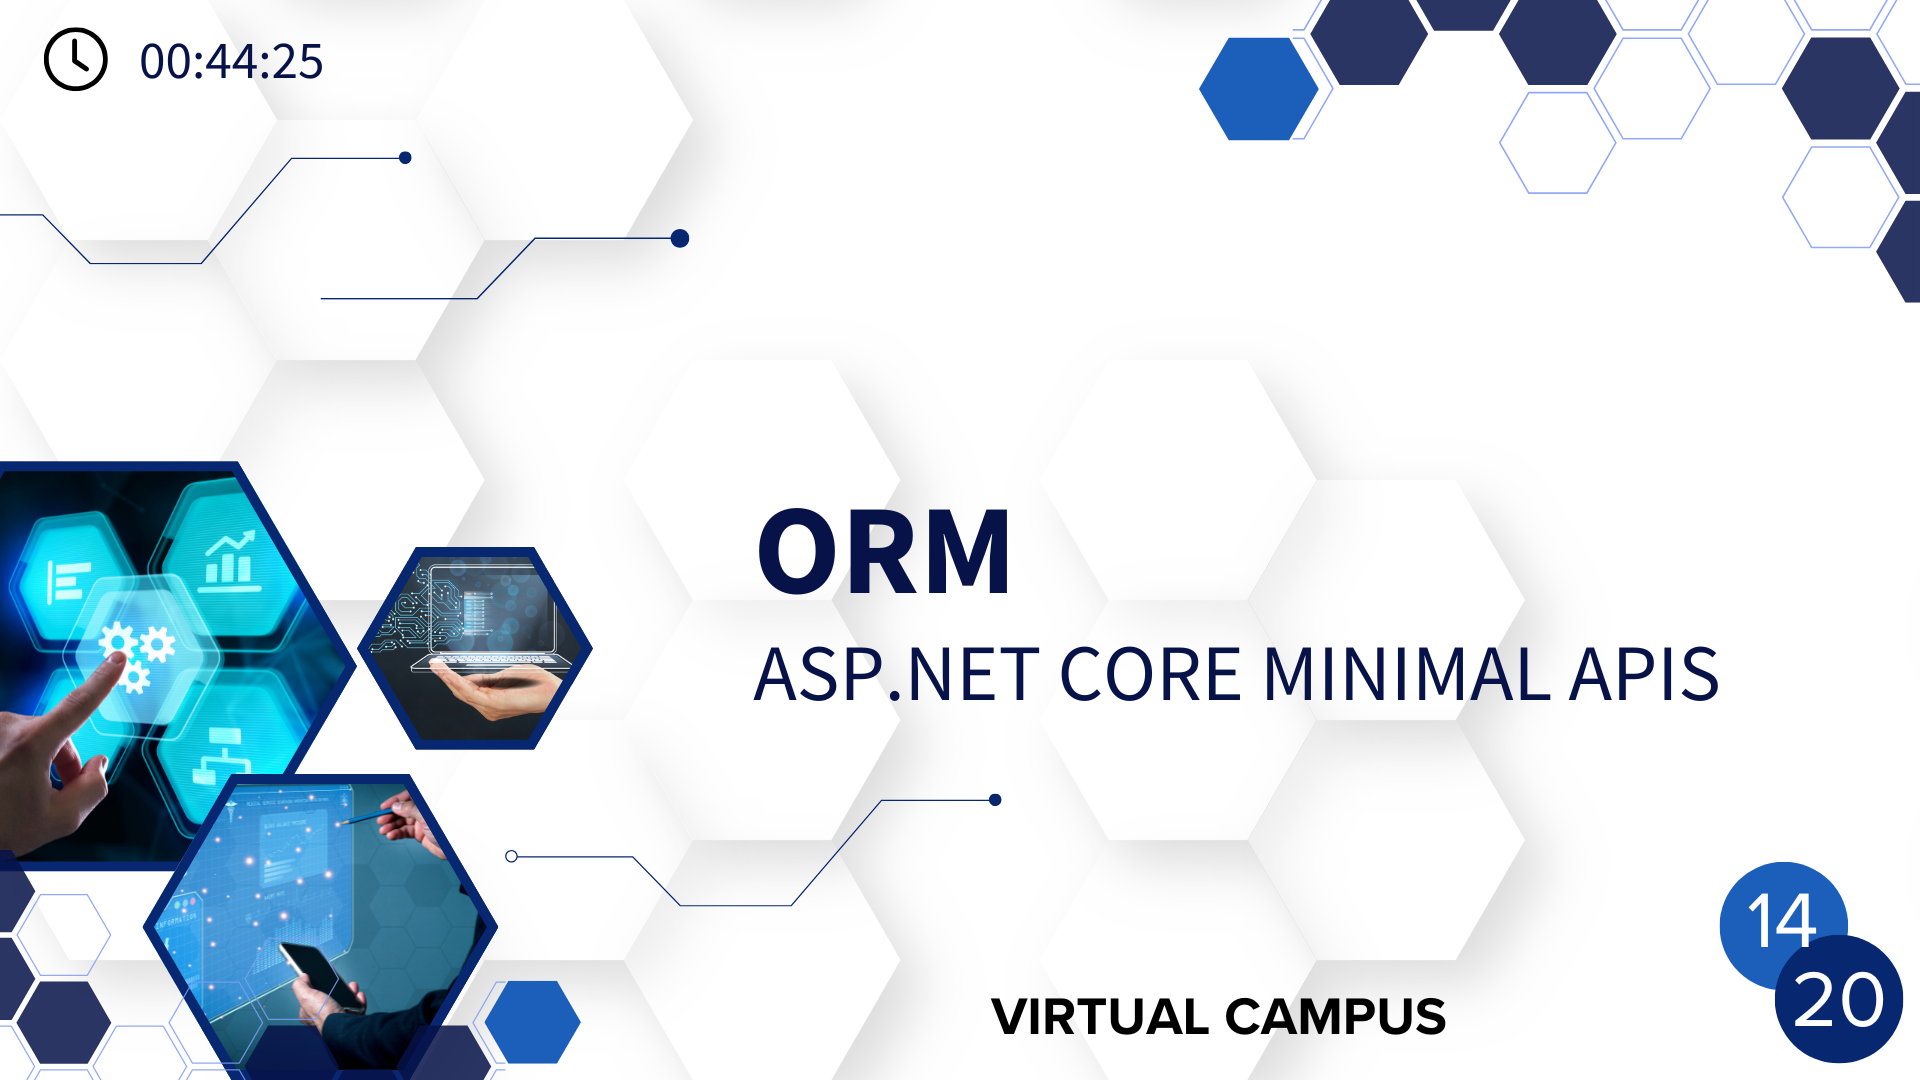 00:44:25
ORM
ASP.NET CORE MINIMAL APIS
14
20
VIRTUAL CAMPUS